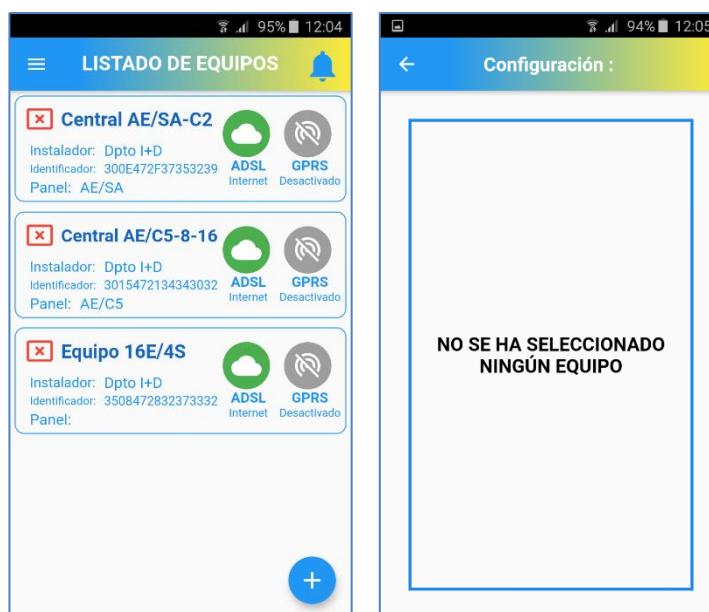 95% 12:04
LISTADO DE EQUIPOS
Central AE/SA-C2
Instalador: Dpto I+D
Identificador: 300E472F37353239
Panel: AE/SA
ADSL
Internet
GPRS
Desactivado
Central AE/C5-8-16
Instalador: Dpto I+D
Identificador: 3015472134343032
Panel: AE/C5
ADSL
Internet
GPRS
Desactivado
Equipo 16E/4S
Instalador: Dpto I+D
Identificador: 3508472832373332
Panel:
ADSL
Internet
GPRS
Desactivado
94% 12:05
Configuración :
NO SE HA SELECCIONADO
NINGÚN EQUIPO